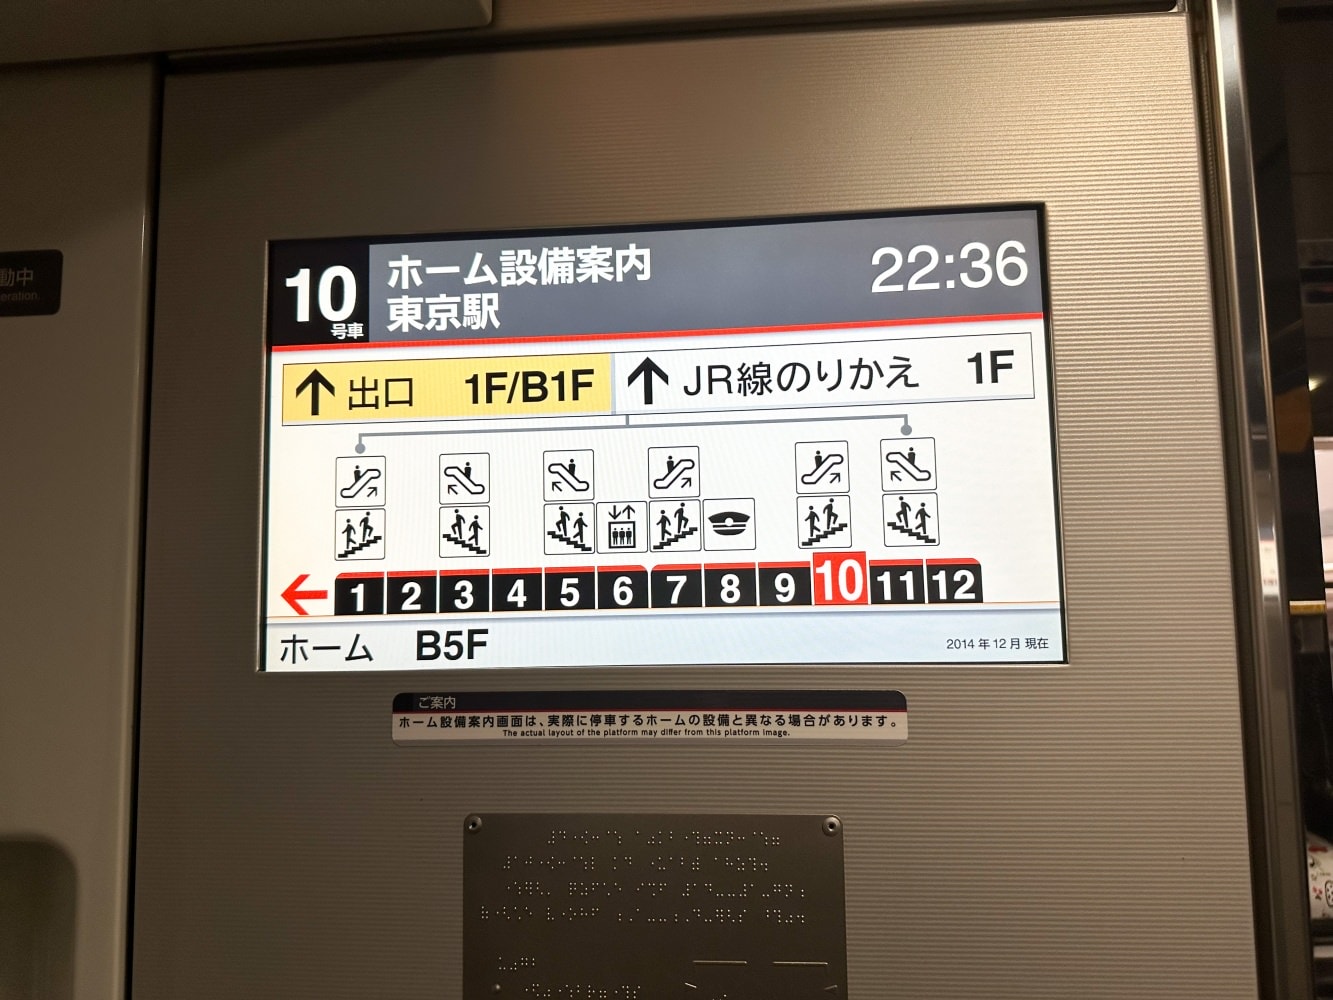 動中
eration.
10
号車
ホーム設備案内
東京駅
22:36
↑出口 1F/B1F
↑JR線のりかえ 1F
← 1 2 3 4 5 6 7 8 9 10 11 12
ホーム B5F
2014年12月現在
ご案内
ホーム設備案内画面は、実際に停車するホームの設備と異なる場合があります。
The actual layout of the platform may differ from this platform image.